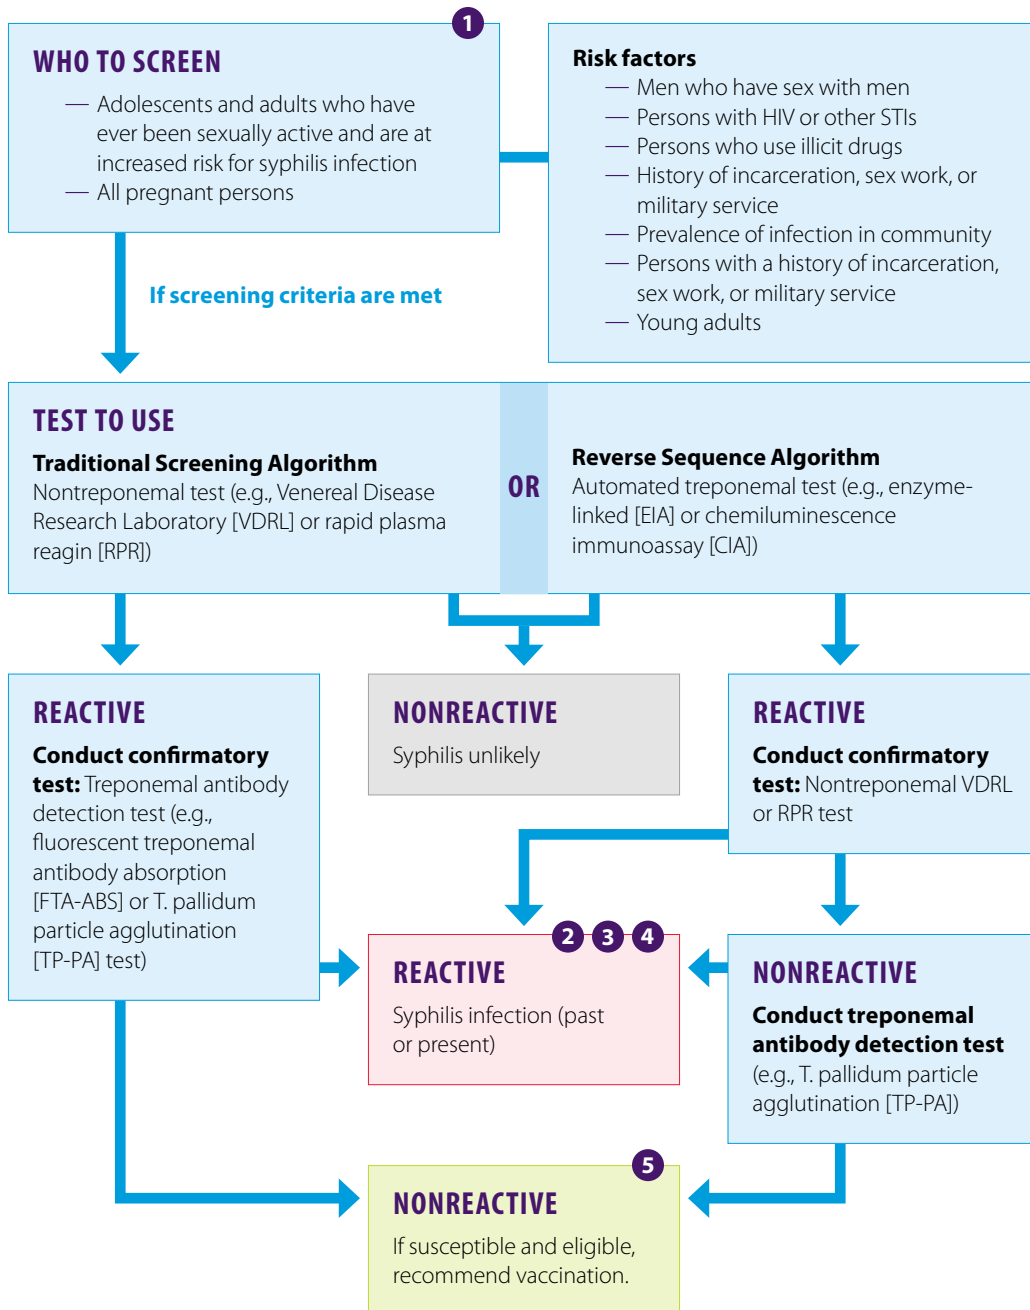 1
WHO TO SCREEN
— Adolescents and adults who have
ever been sexually active and are at
increased risk for syphilis infection
— All pregnant persons
Risk factors
— Men who have sex with men
— Persons with HIV or other STIs
— Persons who use illicit drugs
— History of incarceration, sex work, or
military service
— Prevalence of infection in community
— Persons with a history of incarceration,
sex work, or military service
— Young adults
If screening criteria are met
TEST TO USE
Traditional Screening Algorithm
Nontreponemal test (e.g., Venereal Disease
Research Laboratory [VDRL] or rapid plasma
reagin [RPR])
OR
Reverse Sequence Algorithm
Automated treponemal test (e.g., enzyme-
linked [EIA] or chemiluminescence
immunoassay [CIA])
REACTIVE
Conduct confirmatory
test: Treponemal antibody
detection test (e.g.,
fluorescent treponemal
antibody absorption
[FTA-ABS] or T. pallidum
particle agglutination
[TP-PA] test)
NONREACTIVE
Syphilis unlikely
REACTIVE
Conduct confirmatory
test: Nontreponemal VDRL
or RPR test
2 3 4
REACTIVE
Syphilis infection (past
or present)
NONREACTIVE
Conduct treponemal
antibody detection test
(e.g., T. pallidum particle
agglutination [TP-PA])
5
NONREACTIVE
If susceptible and eligible,
recommend vaccination.